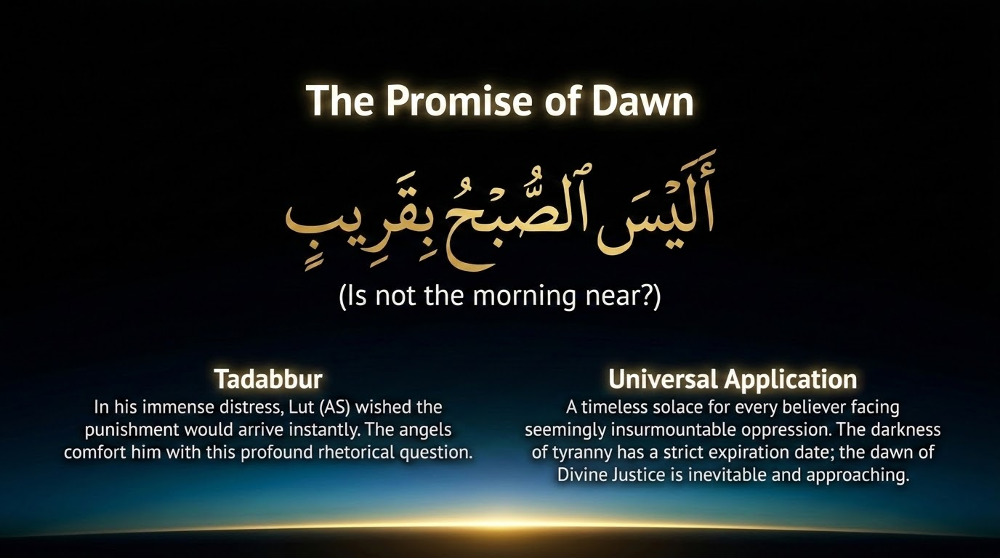 The Promise of Dawn
أَلَيْسَ ٱلصُّبْحُ بِقَرِيبٍ
(Is not the morning near?)
Tadabbur
In his immense distress, Lut (AS) wished the
punishment would arrive instantly. The angels
comfort him with this profound rhetorical question.
Universal Application
A timeless solace for every believer facing
seemingly insurmountable oppression. The darkness
of tyranny has a strict expiration date; the dawn of
Divine Justice is inevitable and approaching.